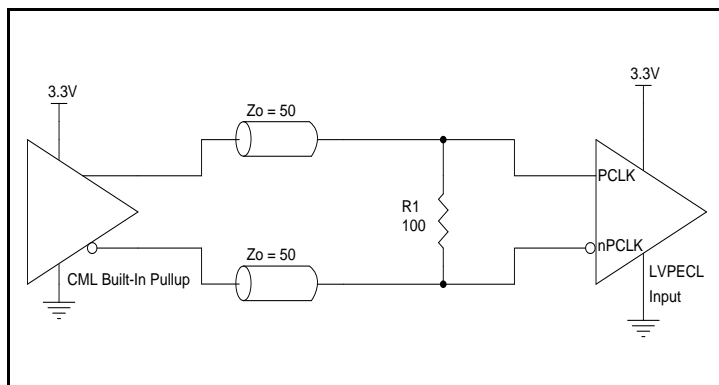 3.3V
Zo = 50
3.3V
PCLK
R1
100
nPCLK
Zo = 50
CML Built-In Pullup
LVPECL
Input